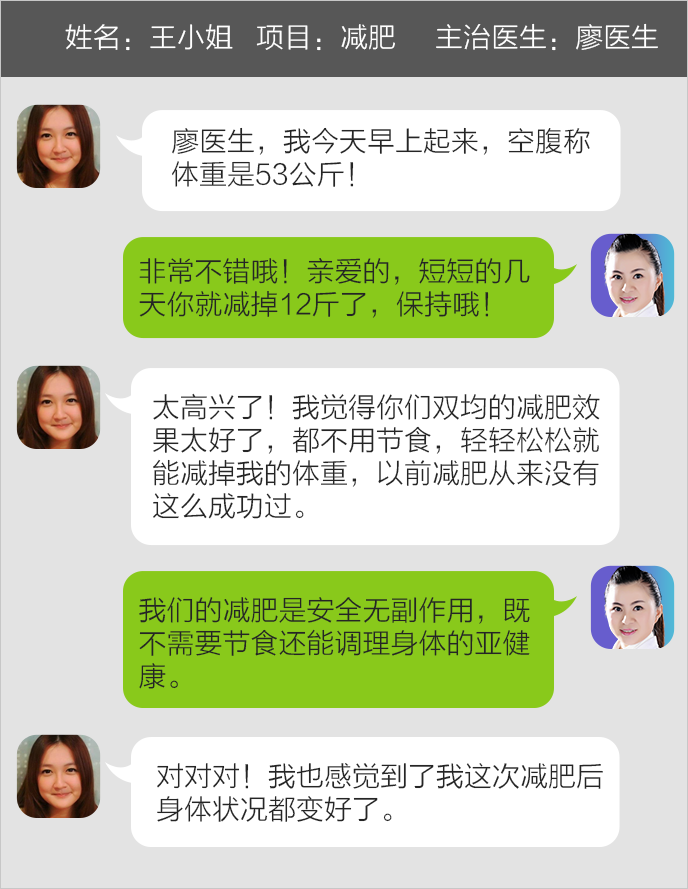 姓名：王小姐 项目：减肥 主治医生：廖医生
廖医生，我今天早上起来，空腹称
体重是53公斤！
非常不错哦！亲爱的，短短的几
天你就减掉12斤了，保持哦！
太高兴了！我觉得你们双均的减肥效
果太好了，都不用节食，轻轻松松就
能减掉我的体重，以前减肥从来没有
这么成功过。
我们的减肥是安全无副作用，既
不需要节食还能调理身体的亚健
康。
对对对！我也感觉到了我这次减肥后
身体状况都变好了。